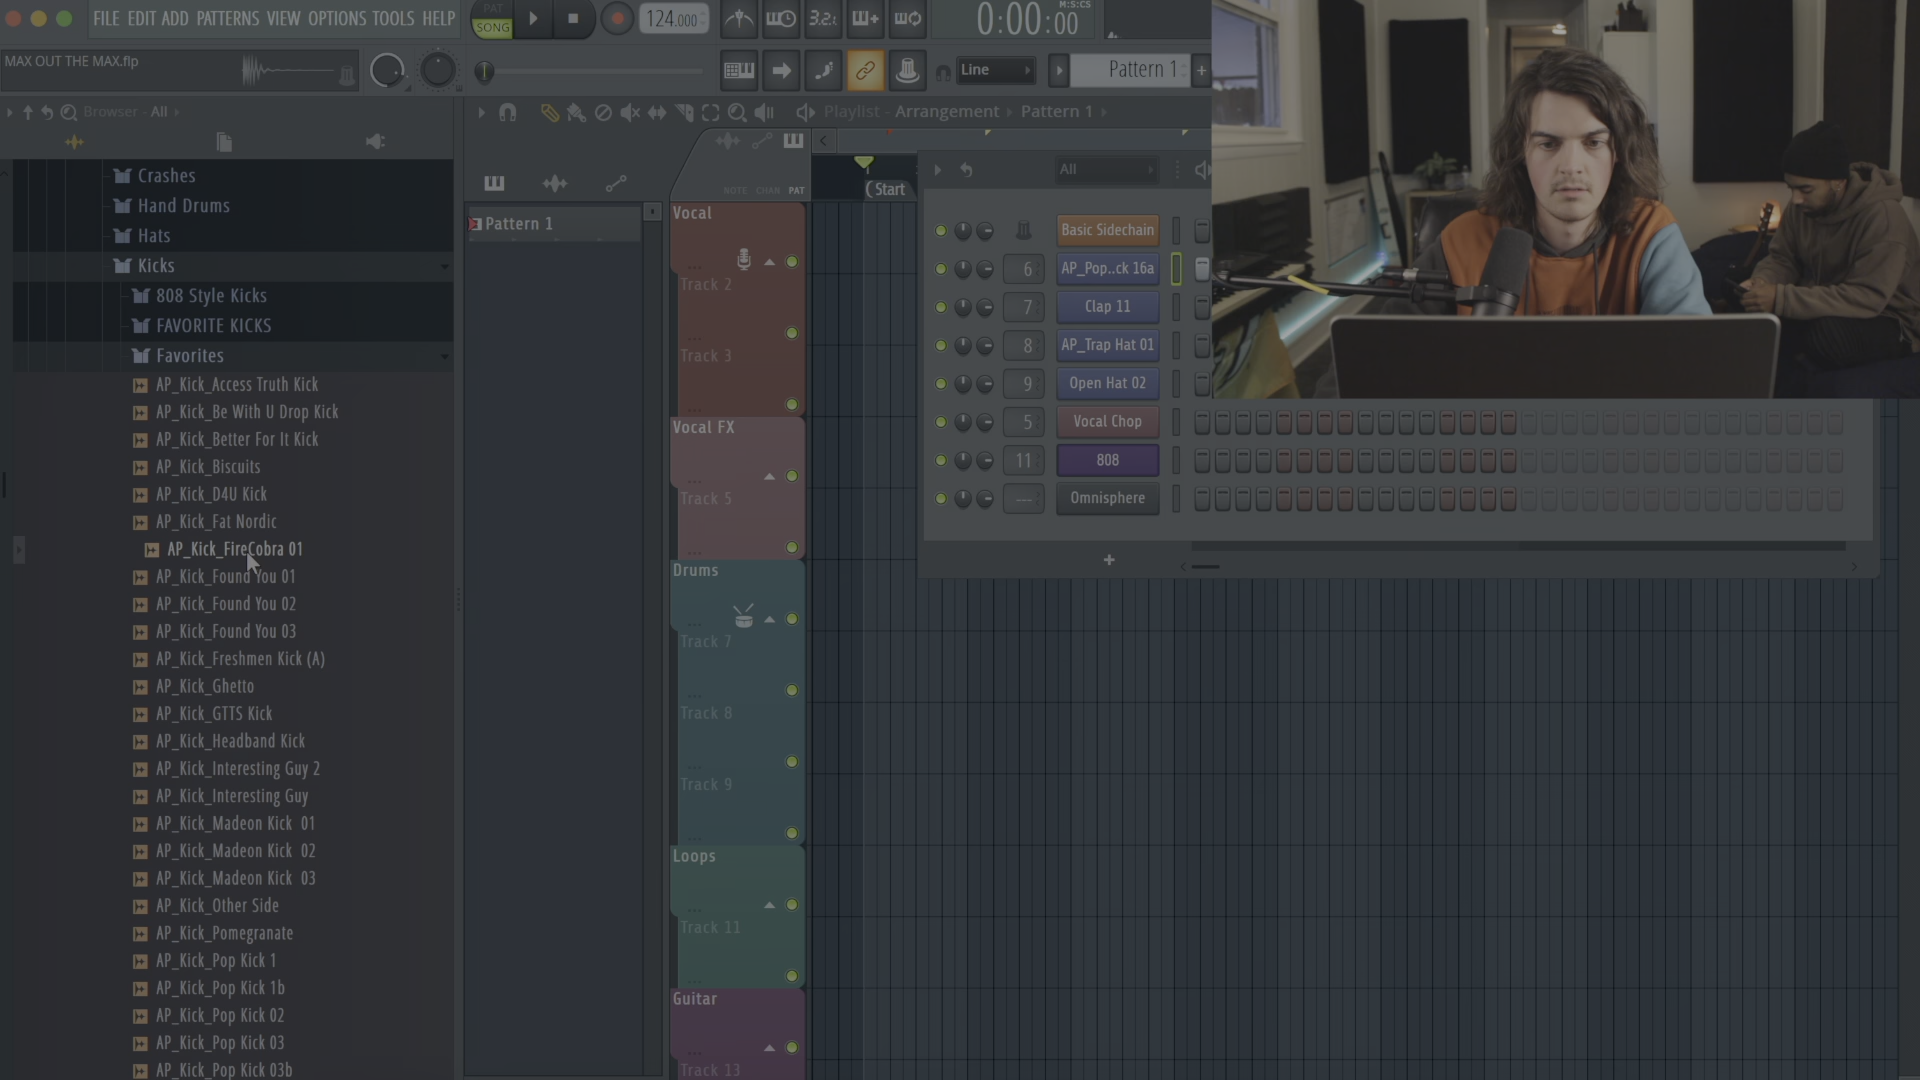 FILE EDIT ADD PATTERNS VIEW OPTIONS TOOLS HELP
PAT
SONG
124.000
3.2.
0:00:00
M:S:CS
MAX OUT THE MAX.flp
Line
Pattern 1
+
Browser - All
Playlist - Arrangement
Pattern 1
NOTE CHAN PAT
Start
All
Crashes
Hand Drums
Hats
Kicks
808 Style Kicks
FAVORITE KICKS
Favorites
AP_Kick_Access Truth Kick
AP_Kick_Be With U Drop Kick
AP_Kick_Better For It Kick
AP_Kick_Biscuits
AP_Kick_D4U Kick
AP_Kick_Fat Nordic
AP_Kick_FireCobra 01
AP_Kick_Found You 01
AP_Kick_Found You 02
AP_Kick_Found You 03
AP_Kick_Freshmen Kick (A)
AP_Kick_Ghetto
AP_Kick_GTTS Kick
AP_Kick_Headband Kick
AP_Kick_Interesting Guy 2
AP_Kick_Interesting Guy
AP_Kick_Madeon Kick 01
AP_Kick_Madeon Kick 02
AP_Kick_Madeon Kick 03
AP_Kick_Other Side
AP_Kick_Pomegranate
AP_Kick_Pop Kick 1
AP_Kick_Pop Kick 1b
AP_Kick_Pop Kick 02
AP_Kick_Pop Kick 03
AP_Kick_Pop Kick 03b
Pattern 1
Vocal
Track 2
Track 3
Vocal FX
Track 5
Drums
Track 7
Track 8
Track 9
Loops
Track 11
Guitar
Track 13
Basic Sidechain
6 AP_Pop..ck 16a
7 Clap 11
8 AP_Trap Hat 01
9 Open Hat 02
5 Vocal Chop
11 808
--- Omnisphere
+